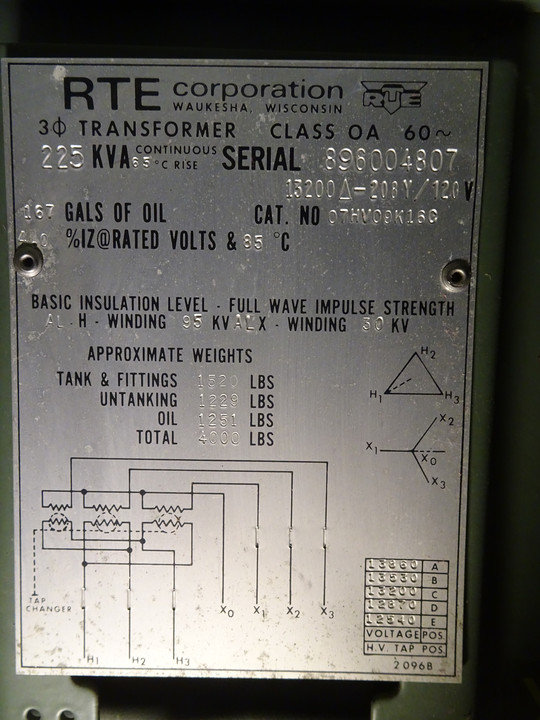 RTE corporation
WAUKESHA, WISCONSIN
RTE
3Φ TRANSFORMER CLASS OA 60~
225 KVA CONTINUOUS 65°C RISE SERIAL 896004807
13200 Δ-208Y/120 V
167 GALS OF OIL CAT. NO 07HV09K16C
%IZ@RATED VOLTS & 85 °C
BASIC INSULATION LEVEL - FULL WAVE IMPULSE STRENGTH
AL H - WINDING 95 KV AL X - WINDING 30 KV
APPROXIMATE WEIGHTS
TANK & FITTINGS 1520 LBS
UNTANKING 1229 LBS
OIL 1251 LBS
TOTAL 4000 LBS
H2
H1 H3
X2
X1 X0
X3
TAP CHANGER
X0 X1 X2 X3
H1 H2 H3
13860 A
13530 B
13200 C
12870 D
12540 E
VOLTAGE POS.
H.V. TAP POS.
2096B